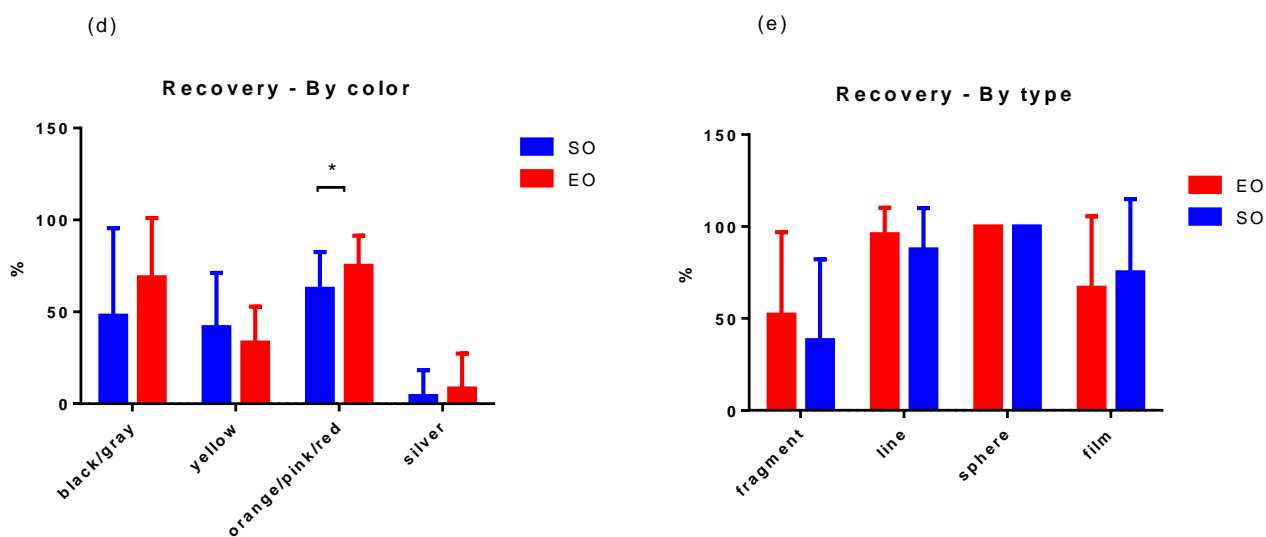 (d)
Recovery - By color
150
100
50
0
%
*
SO
EO
black/gray
yellow
orange/pink/red
silver
(e)
Recovery - By type
150
100
50
0
%
EO
SO
fragment
line
sphere
film